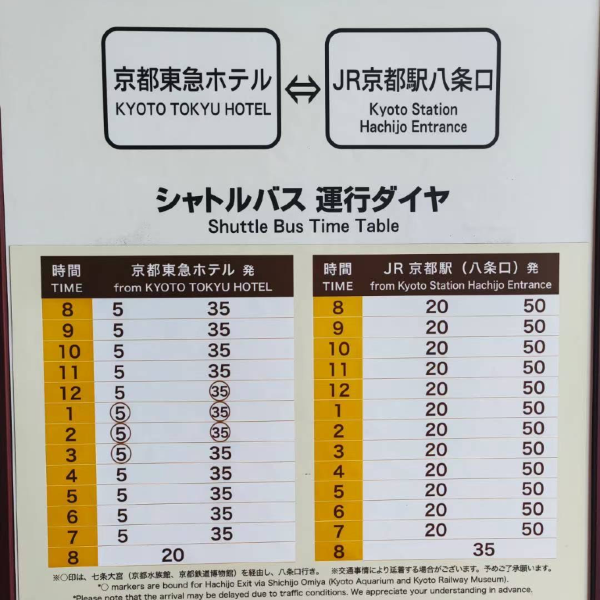 京都東急ホテル
KYOTO TOKYU HOTEL
⇔
JR京都駅八条口
Kyoto Station
Hachijo Entrance
シャトルバス 運行ダイヤ
Shuttle Bus Time Table
時間 京都東急ホテル 発
TIME from KYOTO TOKYU HOTEL
8 5 35
9 5 35
10 5 35
11 5 35
12 5 ㉟
1 ⑤ ㉟
2 ⑤ ㉟
3 ⑤ 35
4 5 35
5 5 35
6 5 35
7 5 35
8 20
時間 JR 京都駅（八条口）発
TIME from Kyoto Station Hachijo Entrance
8 20 50
9 20 50
10 20 50
11 20 50
12 20 50
1 20 50
2 20 50
3 20 50
4 20 50
5 20 50
6 20 50
7 20 50
8 35
※○印は、七条大宮（京都水族館、京都鉄道博物館）を経由し、八条口行き。 ※交通事情により延着する場合がございます。予めご了承願います。
*○ markers are bound for Hachijo Exit via Shichijo Omiya (Kyoto Aquarium and Kyoto Railway Museum).
*Please note that the arrival may be delayed due to traffic conditions. We appreciate your understanding in advance.